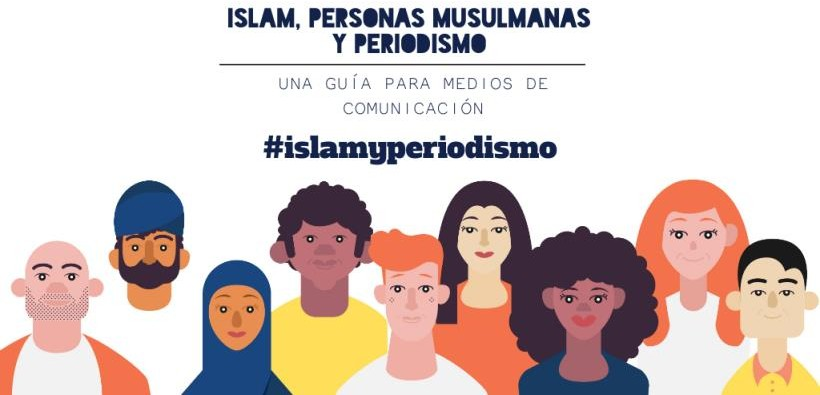 ISLAM, PERSONAS MUSULMANAS
Y PERIODISMO
UNA GUÍA PARA MEDIOS DE
COMUNICACIÓN
#islamyperiodismo